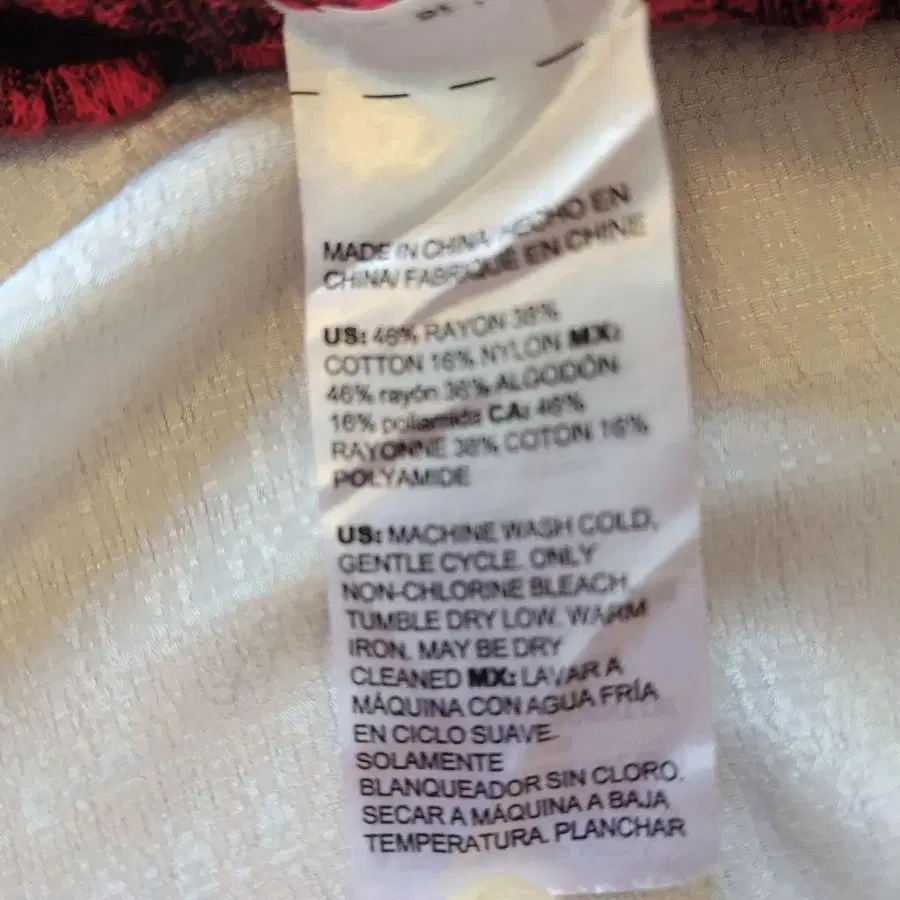 MADE IN CHINA/ HECHO EN
CHINA/ FABRIQUÉ EN CHINE
US: 46% RAYON 38%
COTTON 16% NYLON MX:
46% rayón 38% ALGODÓN
16% poliamida CA: 46%
RAYONNE 38% COTON 16%
POLYAMIDE
US: MACHINE WASH COLD,
GENTLE CYCLE. ONLY
NON-CHLORINE BLEACH.
TUMBLE DRY LOW. WARM
IRON. MAY BE DRY
CLEANED MX: LAVAR A
MÁQUINA CON AGUA FRÍA
EN CICLO SUAVE.
SOLAMENTE
BLANQUEADOR SIN CLORO.
SECAR A MÁQUINA A BAJA
TEMPERATURA. PLANCHAR